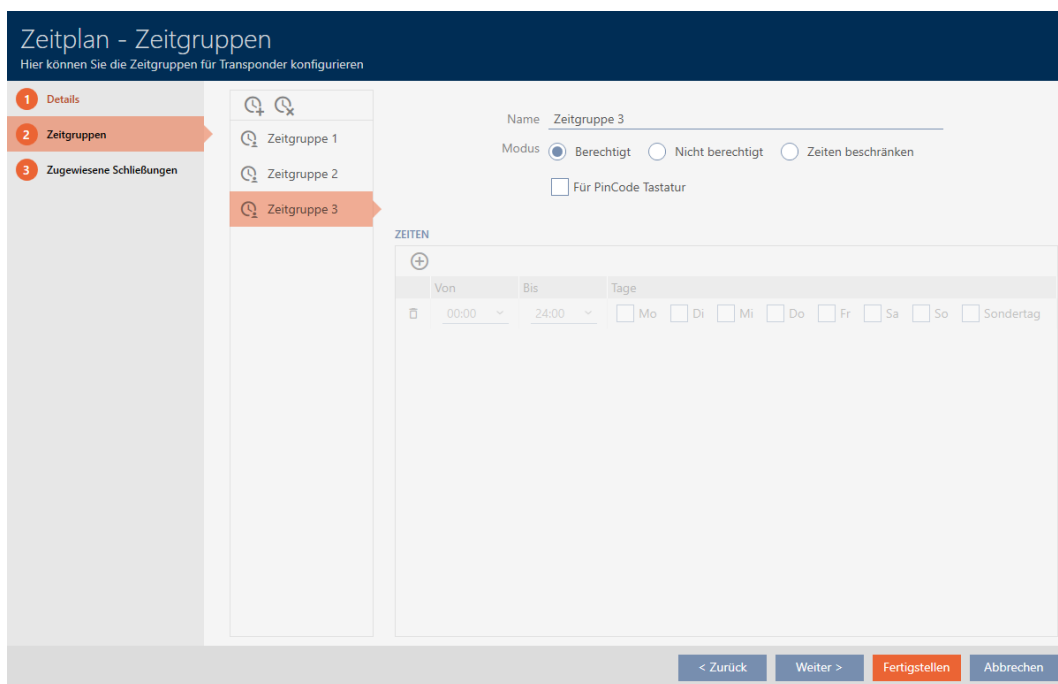 Zeitplan - Zeitgruppen
Hier können Sie die Zeitgruppen für Transponder konfigurieren
1 Details
2 Zeitgruppen
3 Zugewiesene Schließungen
Zeitgruppe 1
Zeitgruppe 2
Zeitgruppe 3
Name Zeitgruppe 3
Modus Berechtigt Nicht berechtigt Zeiten beschränken
Für PinCode Tastatur
ZEITEN
Von Bis Tage
00:00 24:00 Mo Di Mi Do Fr Sa So Sondertag
< Zurück Weiter > Fertigstellen Abbrechen